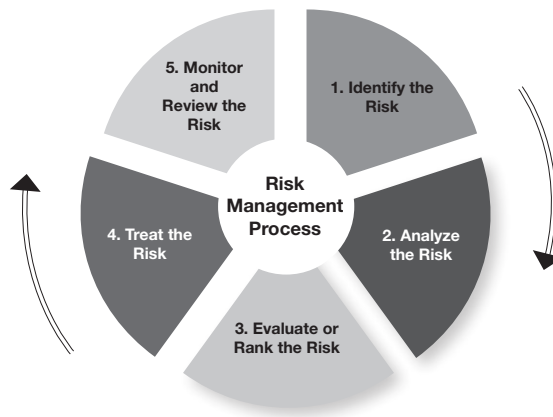 Risk
Management
Process
1. Identify the
Risk
2. Analyze
the Risk
3. Evaluate or
Rank the Risk
4. Treat the
Risk
5. Monitor
and
Review the
Risk